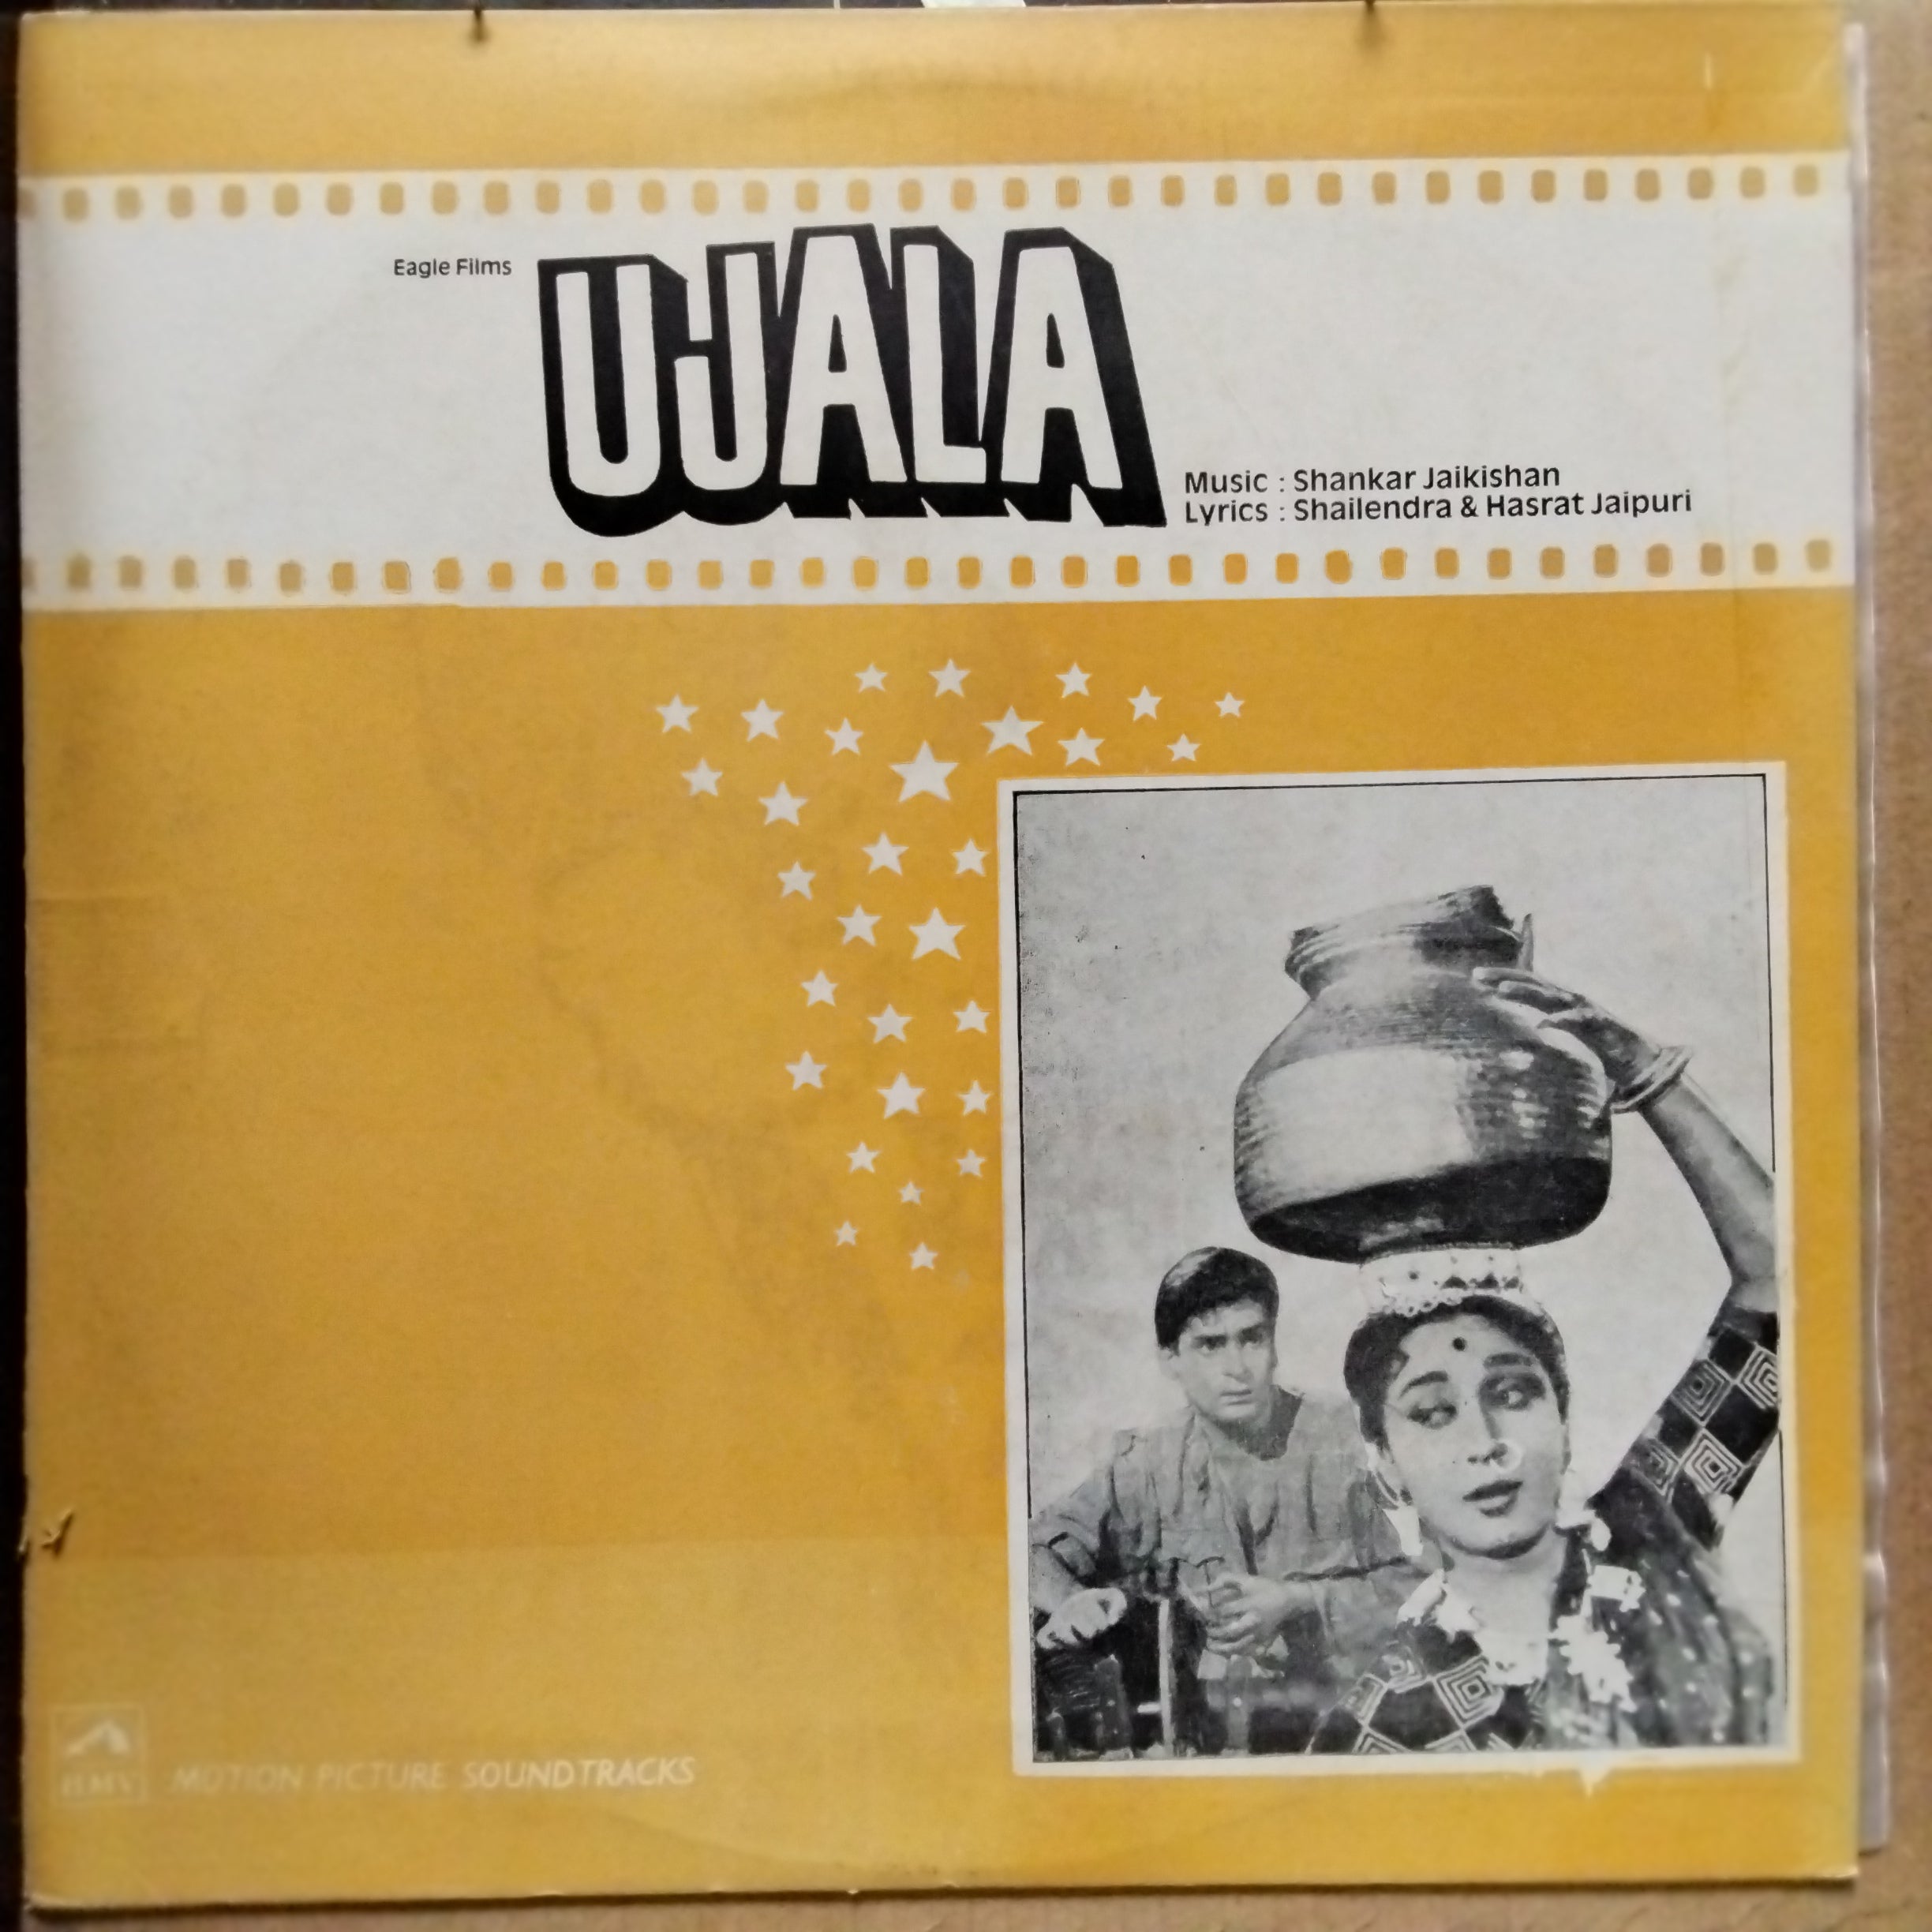 Eagle Films
UJALA
Music : Shankar Jaikishan
Lyrics : Shailendra & Hasrat Jaipuri
HMV
MOTION PICTURE SOUNDTRACKS